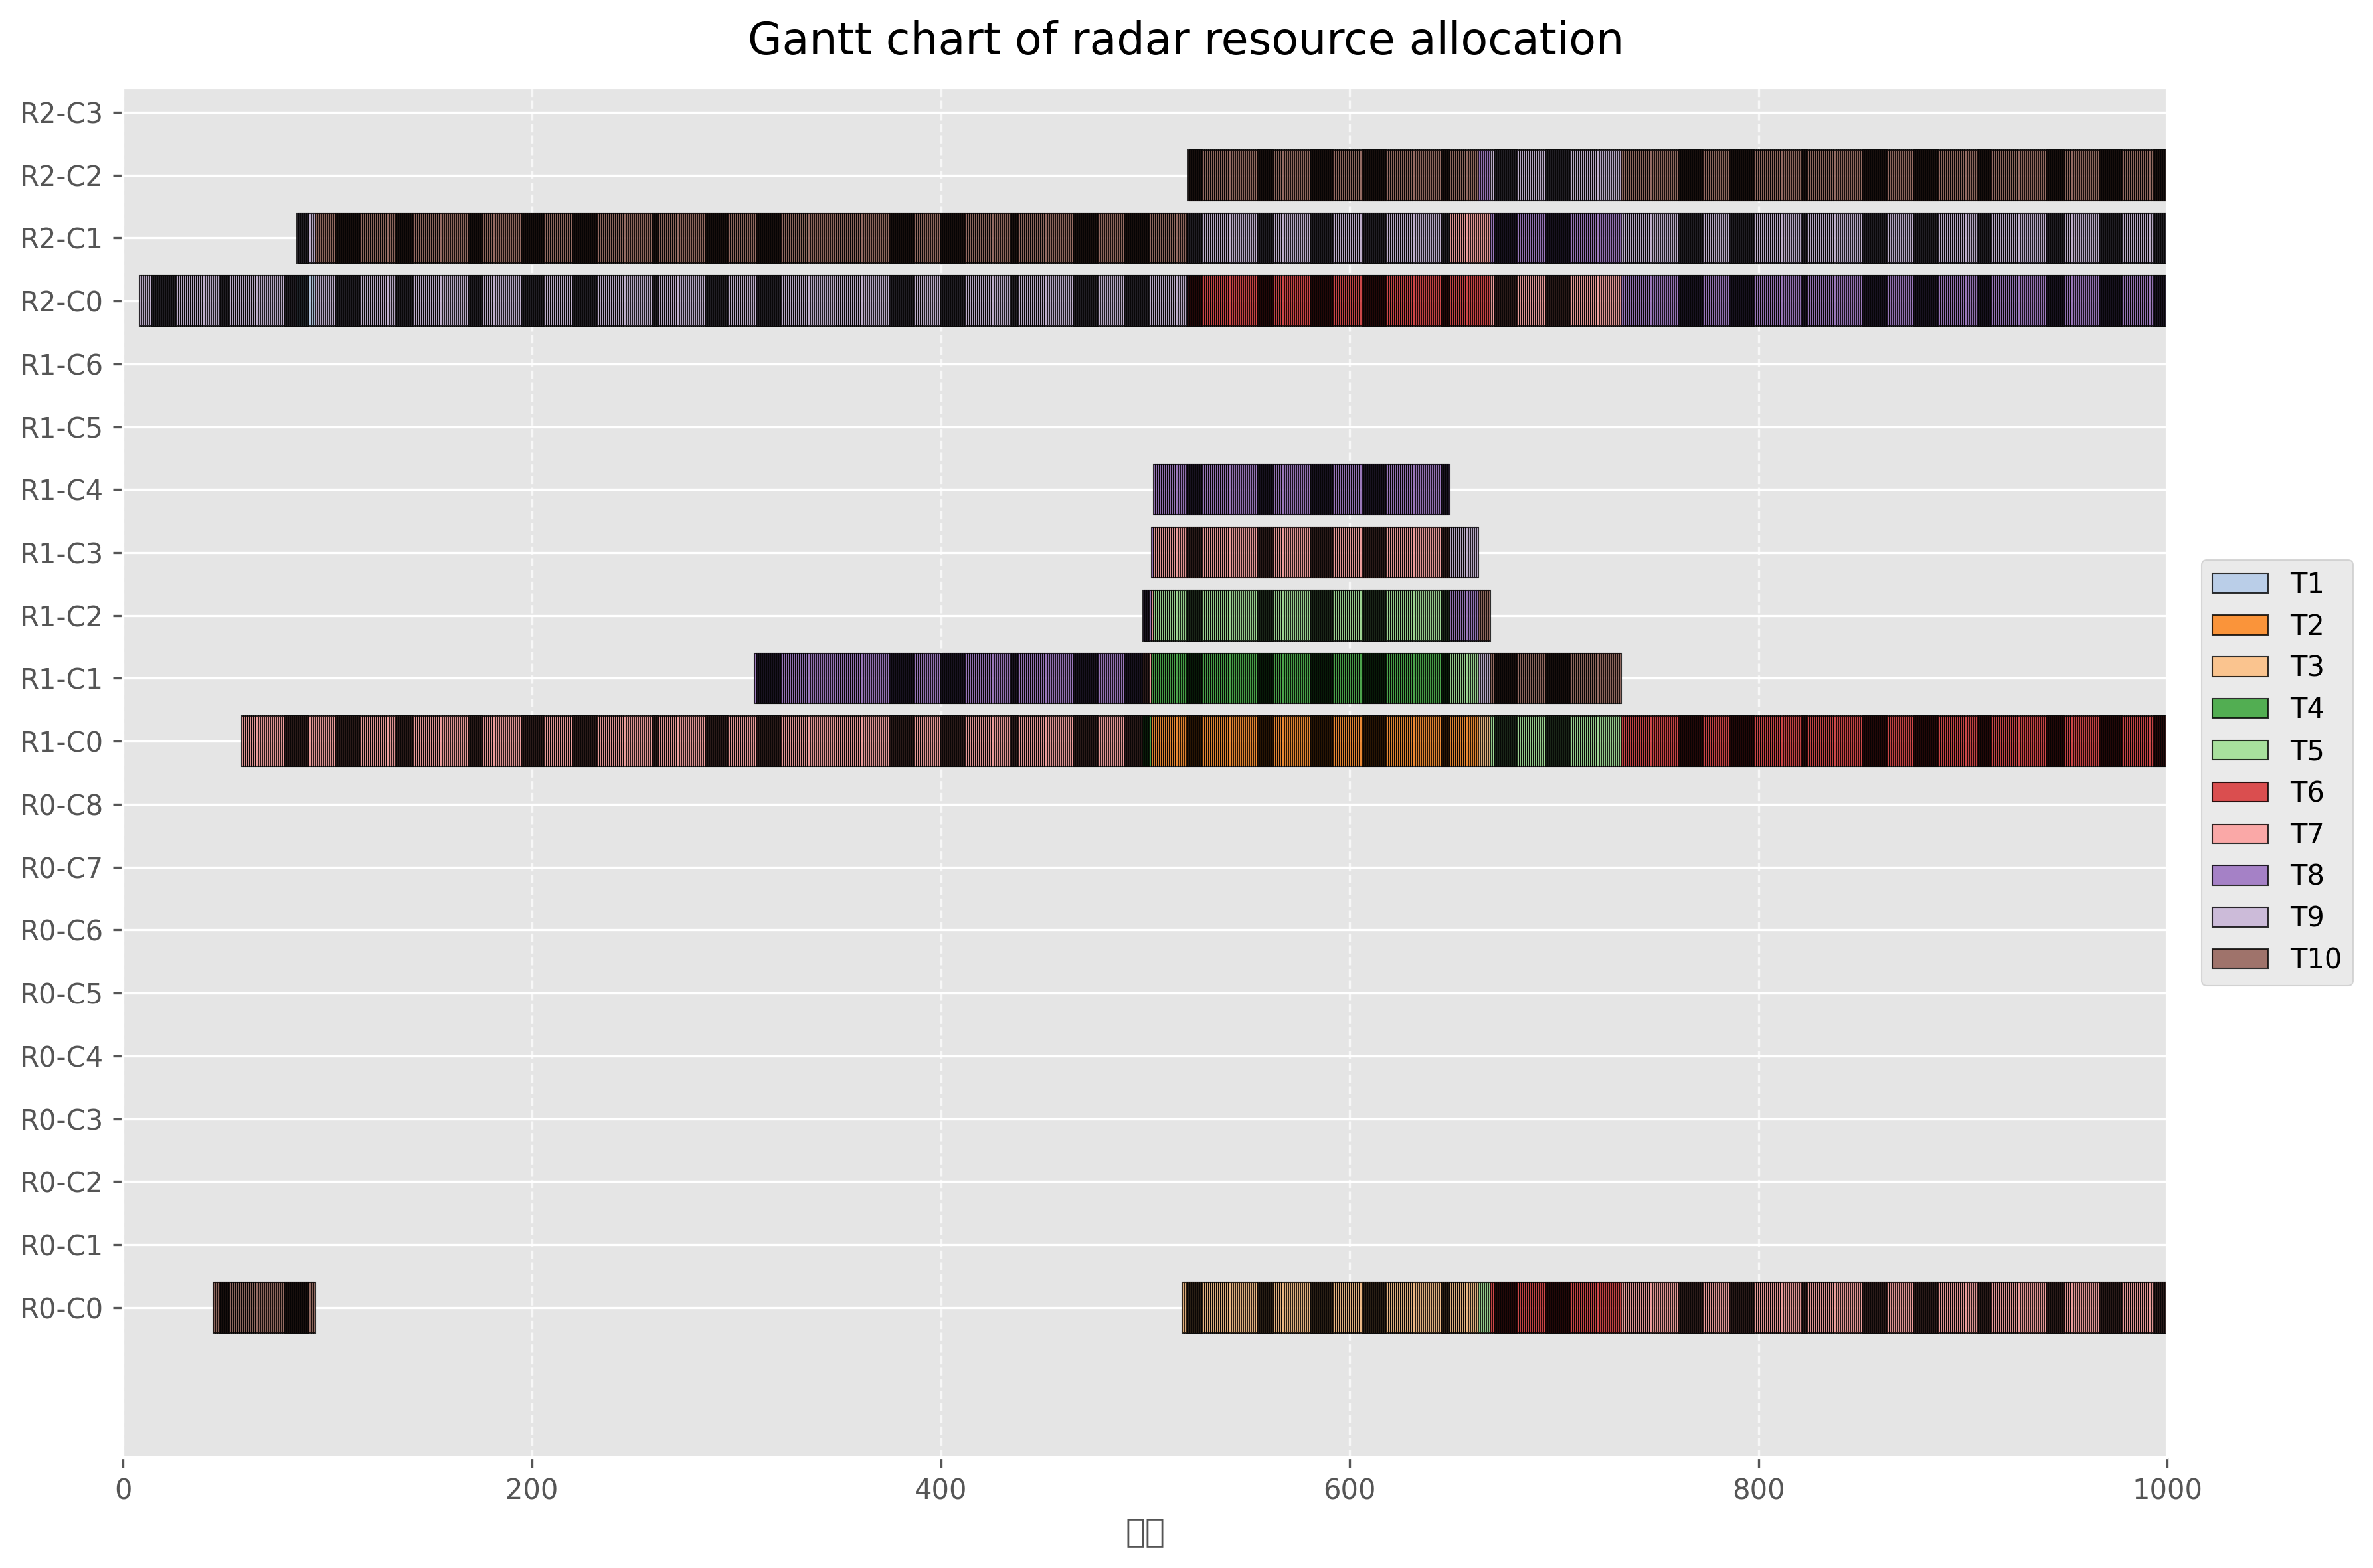 Gantt chart of radar resource allocation
R2-C3
R2-C2
R2-C1
R2-C0
R1-C6
R1-C5
R1-C4
R1-C3
R1-C2
R1-C1
R1-C0
R0-C8
R0-C7
R0-C6
R0-C5
R0-C4
R0-C3
R0-C2
R0-C1
R0-C0
0 200 400 600 800 1000
T1
T2
T3
T4
T5
T6
T7
T8
T9
T10